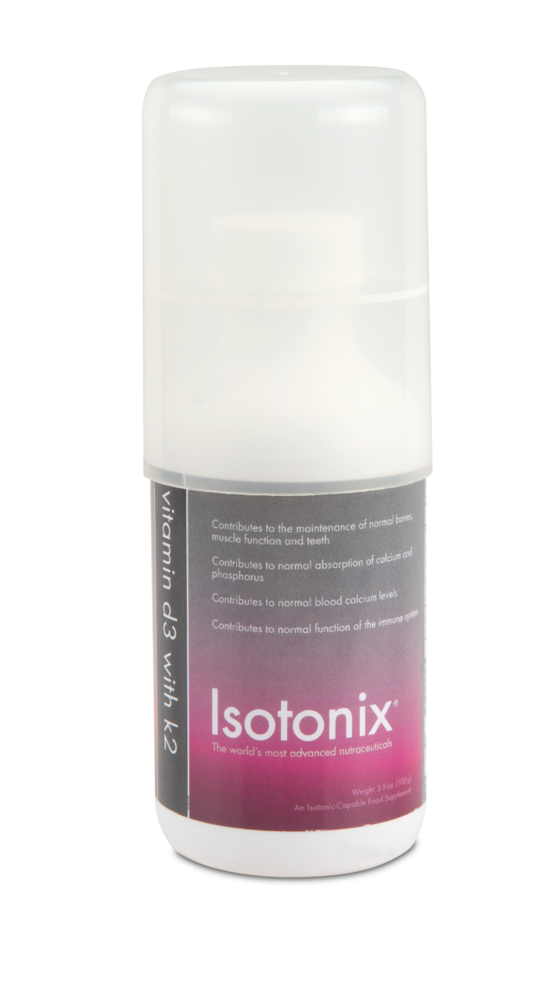 vitamin d3 with k2
Contributes to the maintenance of normal bones,
muscle function and teeth
Contributes to normal absorption of calcium and
phosphorus
Contributes to normal blood calcium levels
Contributes to normal function of the immune system
Isotonix®
The world's most advanced nutraceuticals
Weight 3.5 oz (100g)
An Isotonic-Capable Food Supplement